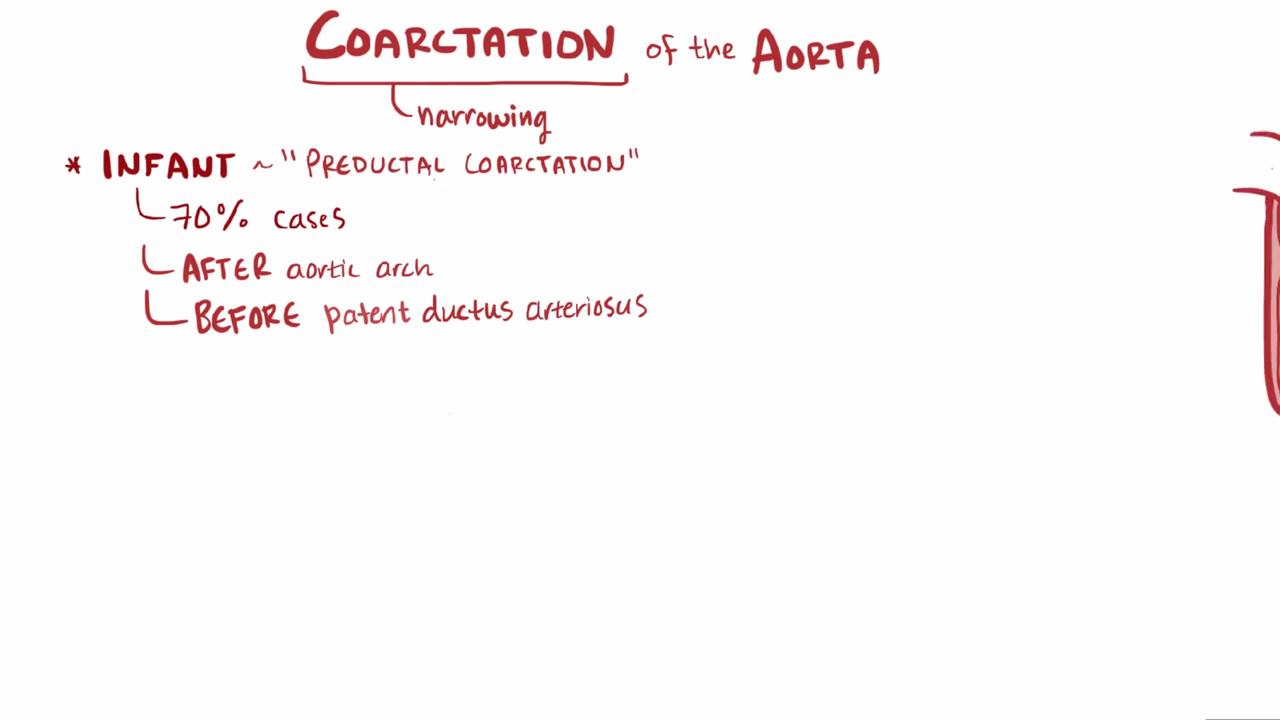 COARCTATION of the AORTA
narrowing
* INFANT ~ "PREDUCTAL COARCTATION"
70% cases
AFTER aortic arch
BEFORE patent ductus arteriosus